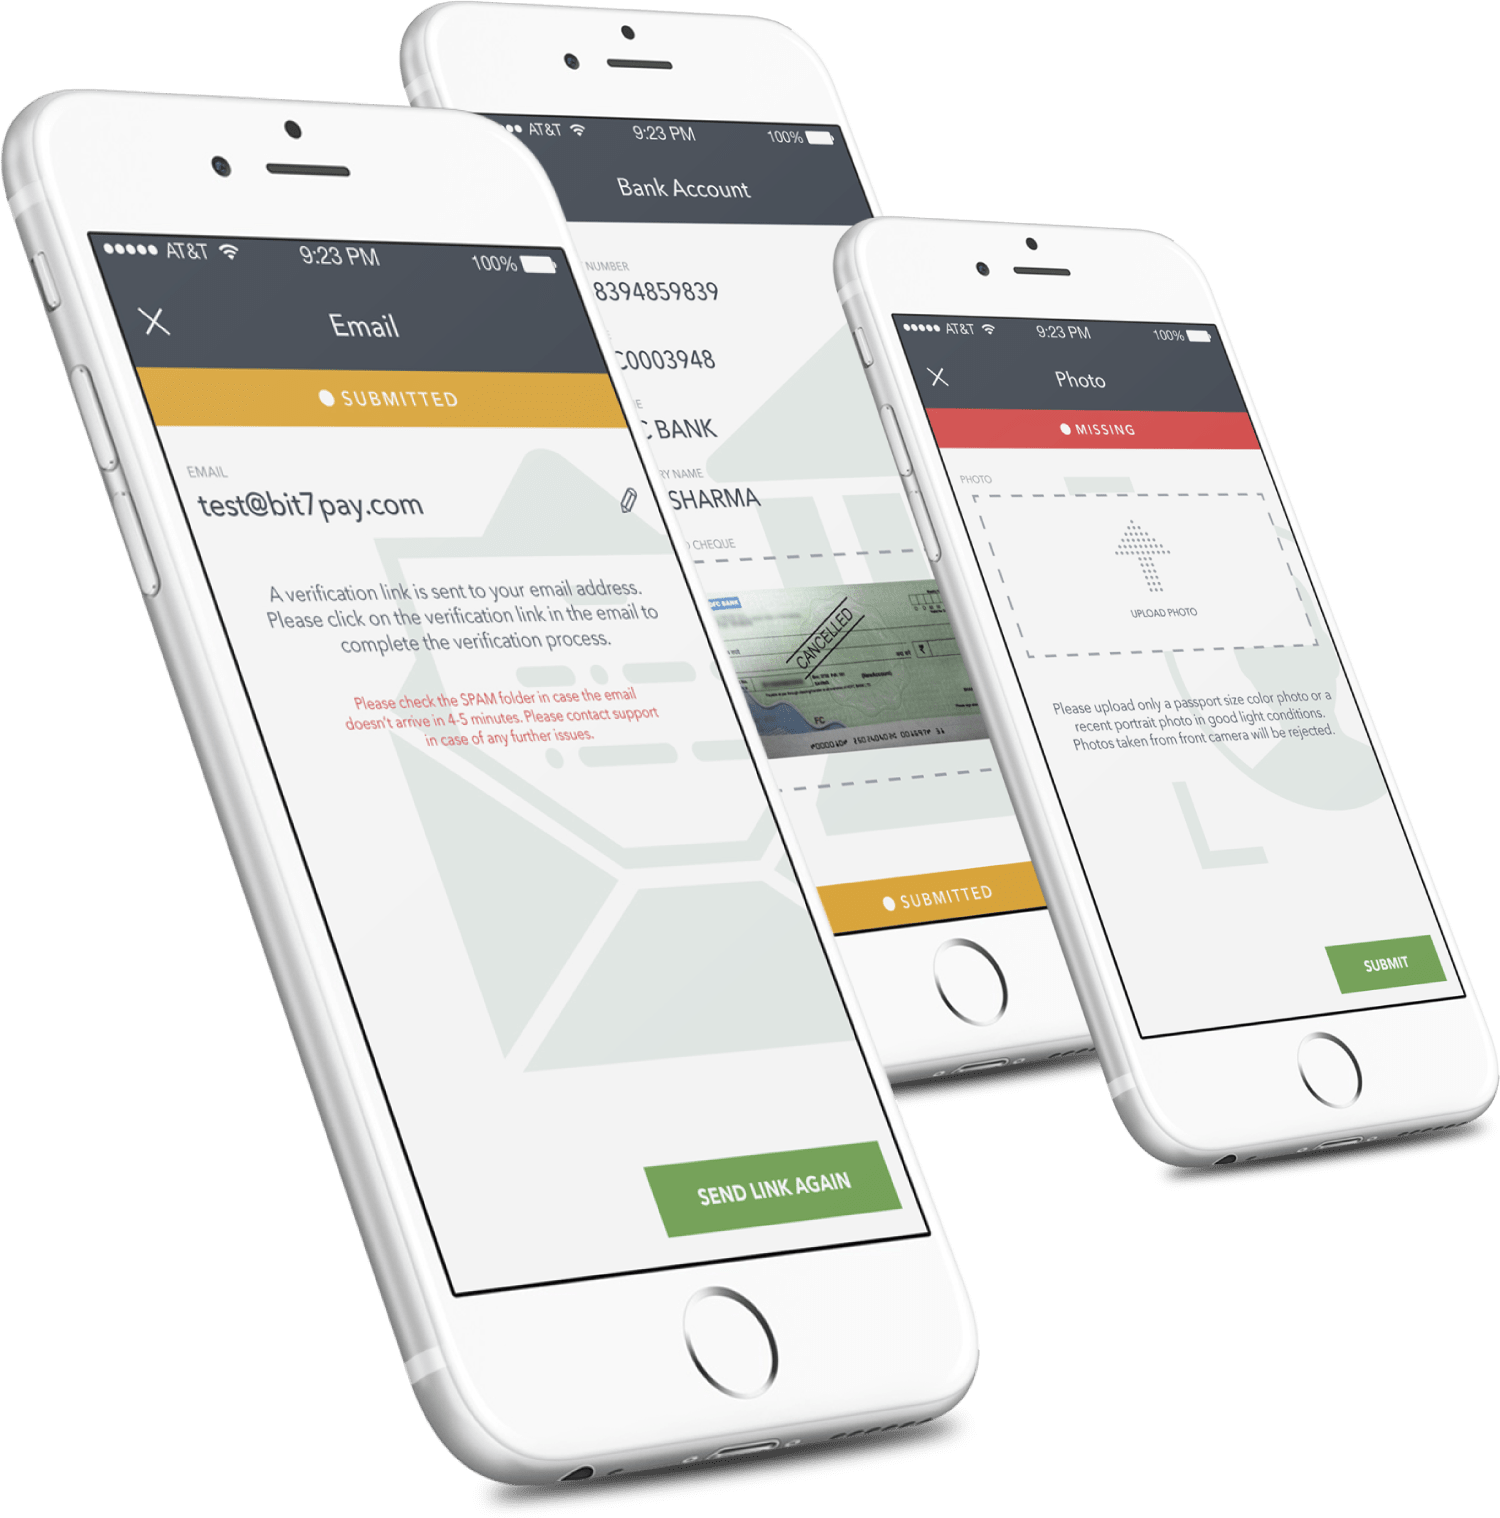 AT&T 9:23 PM 100%
Email
SUBMITTED
EMAIL
test@bit7pay.com
A verification link is sent to your email address.
Please click on the verification link in the email to
complete the verification process.
Please check the SPAM folder in case the email
doesn't arrive in 4-5 minutes. Please contact support
in case of any further issues.
SEND LINK AGAIN
AT&T 9:23 PM 100%
Bank Account
NUMBER
8394859839
C0003948
BANK
NAME
SHARMA
CHEQUE
BANK
CANCELLED
₹
FC
SUBMITTED
AT&T 9:23 PM 100%
Photo
MISSING
PHOTO
UPLOAD PHOTO
Please upload only a passport size color photo or a
recent portrait photo in good light conditions.
Photos taken from front camera will be rejected.
SUBMIT